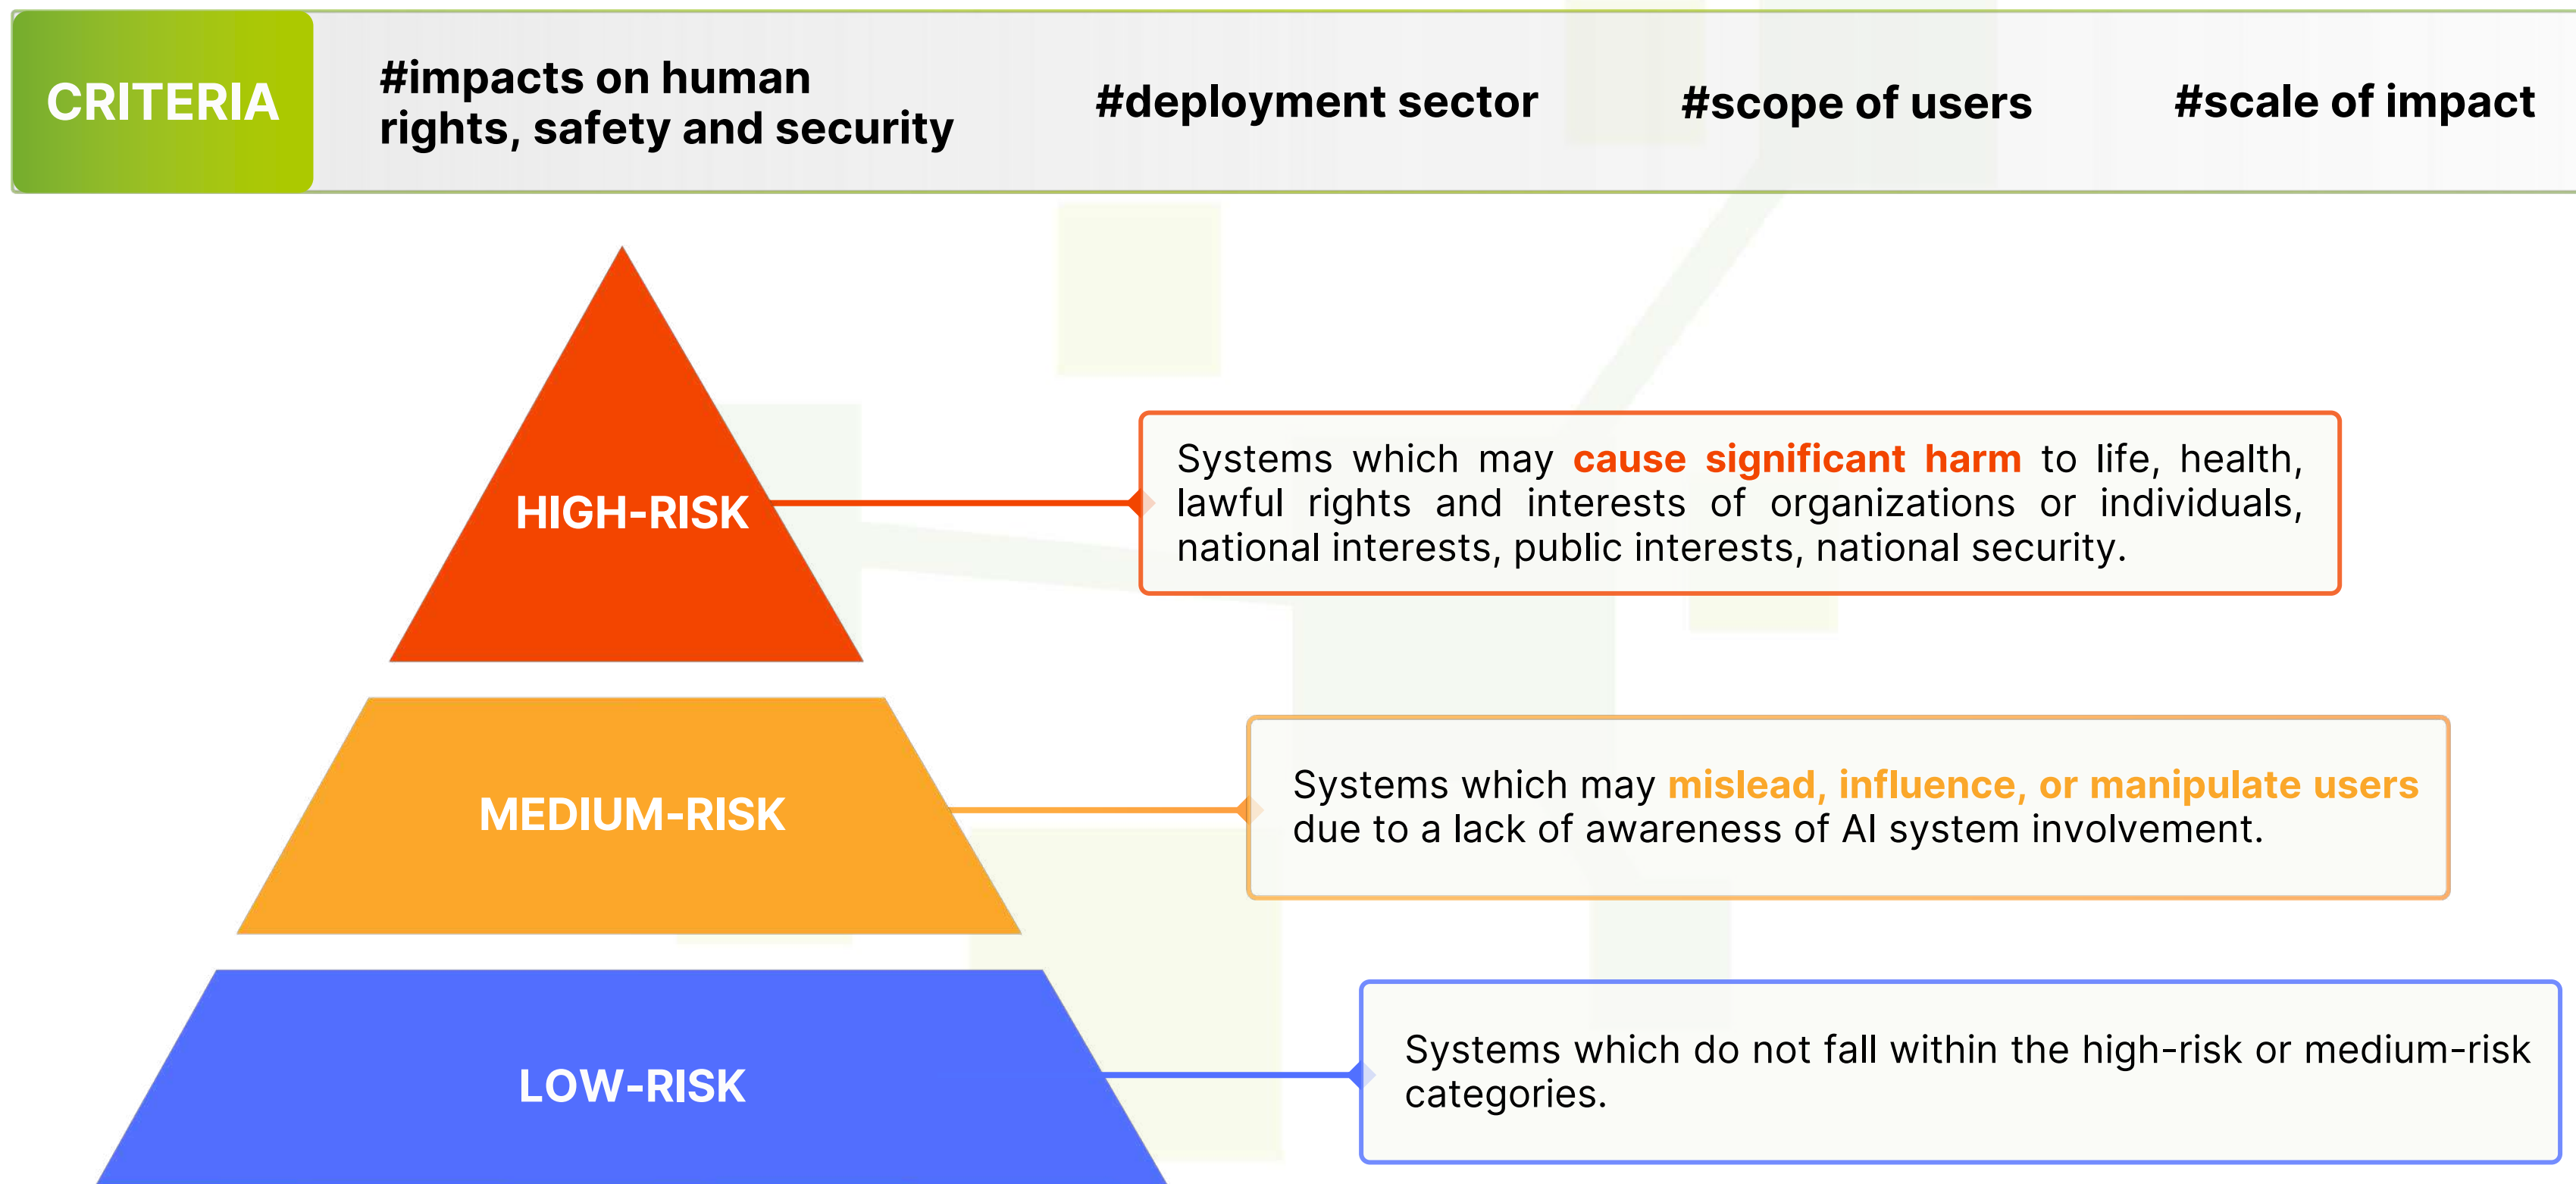 CRITERIA
#impacts on human
rights, safety and security
#deployment sector
#scope of users
#scale of impact
HIGH-RISK
Systems which may cause significant harm to life, health,
lawful rights and interests of organizations or individuals,
national interests, public interests, national security.
MEDIUM-RISK
Systems which may mislead, influence, or manipulate users
due to a lack of awareness of AI system involvement.
LOW-RISK
Systems which do not fall within the high-risk or medium-risk
categories.